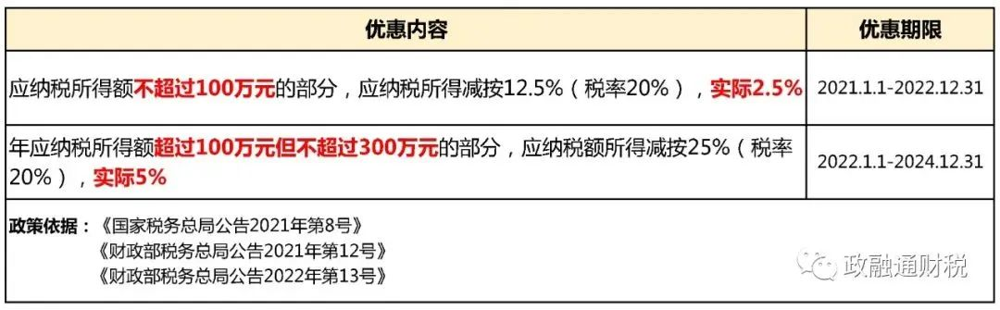 优惠内容 优惠期限
应纳税所得额不超过100万元的部分，应纳税所得减按12.5%（税率20%），实际2.5% 2021.1.1-2022.12.31
年应纳税所得额超过100万元但不超过300万元的部分，应纳税额所得减按25%（税率
20%），实际5% 2022.1.1-2024.12.31
政策依据：《国家税务总局公告2021年第8号》
《财政部税务总局公告2021年第12号》
《财政部税务总局公告2022年第13号》
政融通财税